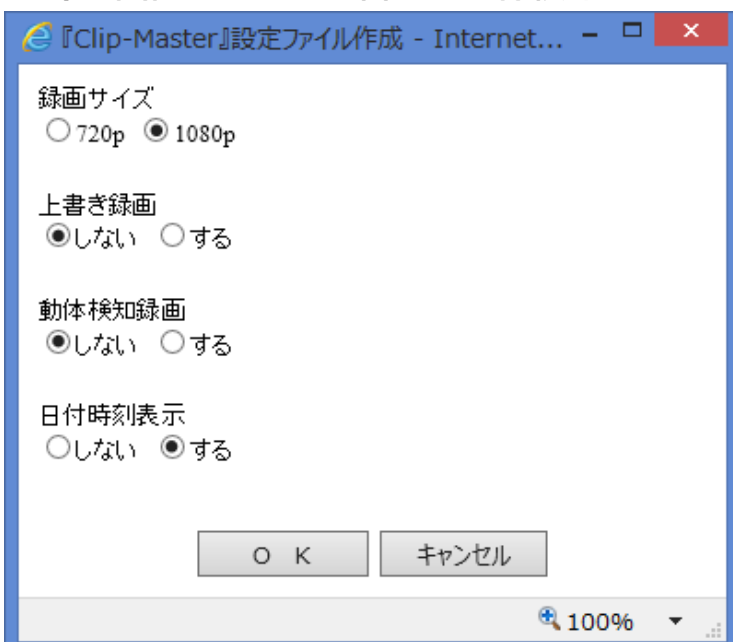 『Clip-Master』設定ファイル作成 - Internet...
録画サイズ
720p 1080p
上書き録画
しない する
動体検知録画
しない する
日付時刻表示
しない する
ＯＫ キャンセル
100%